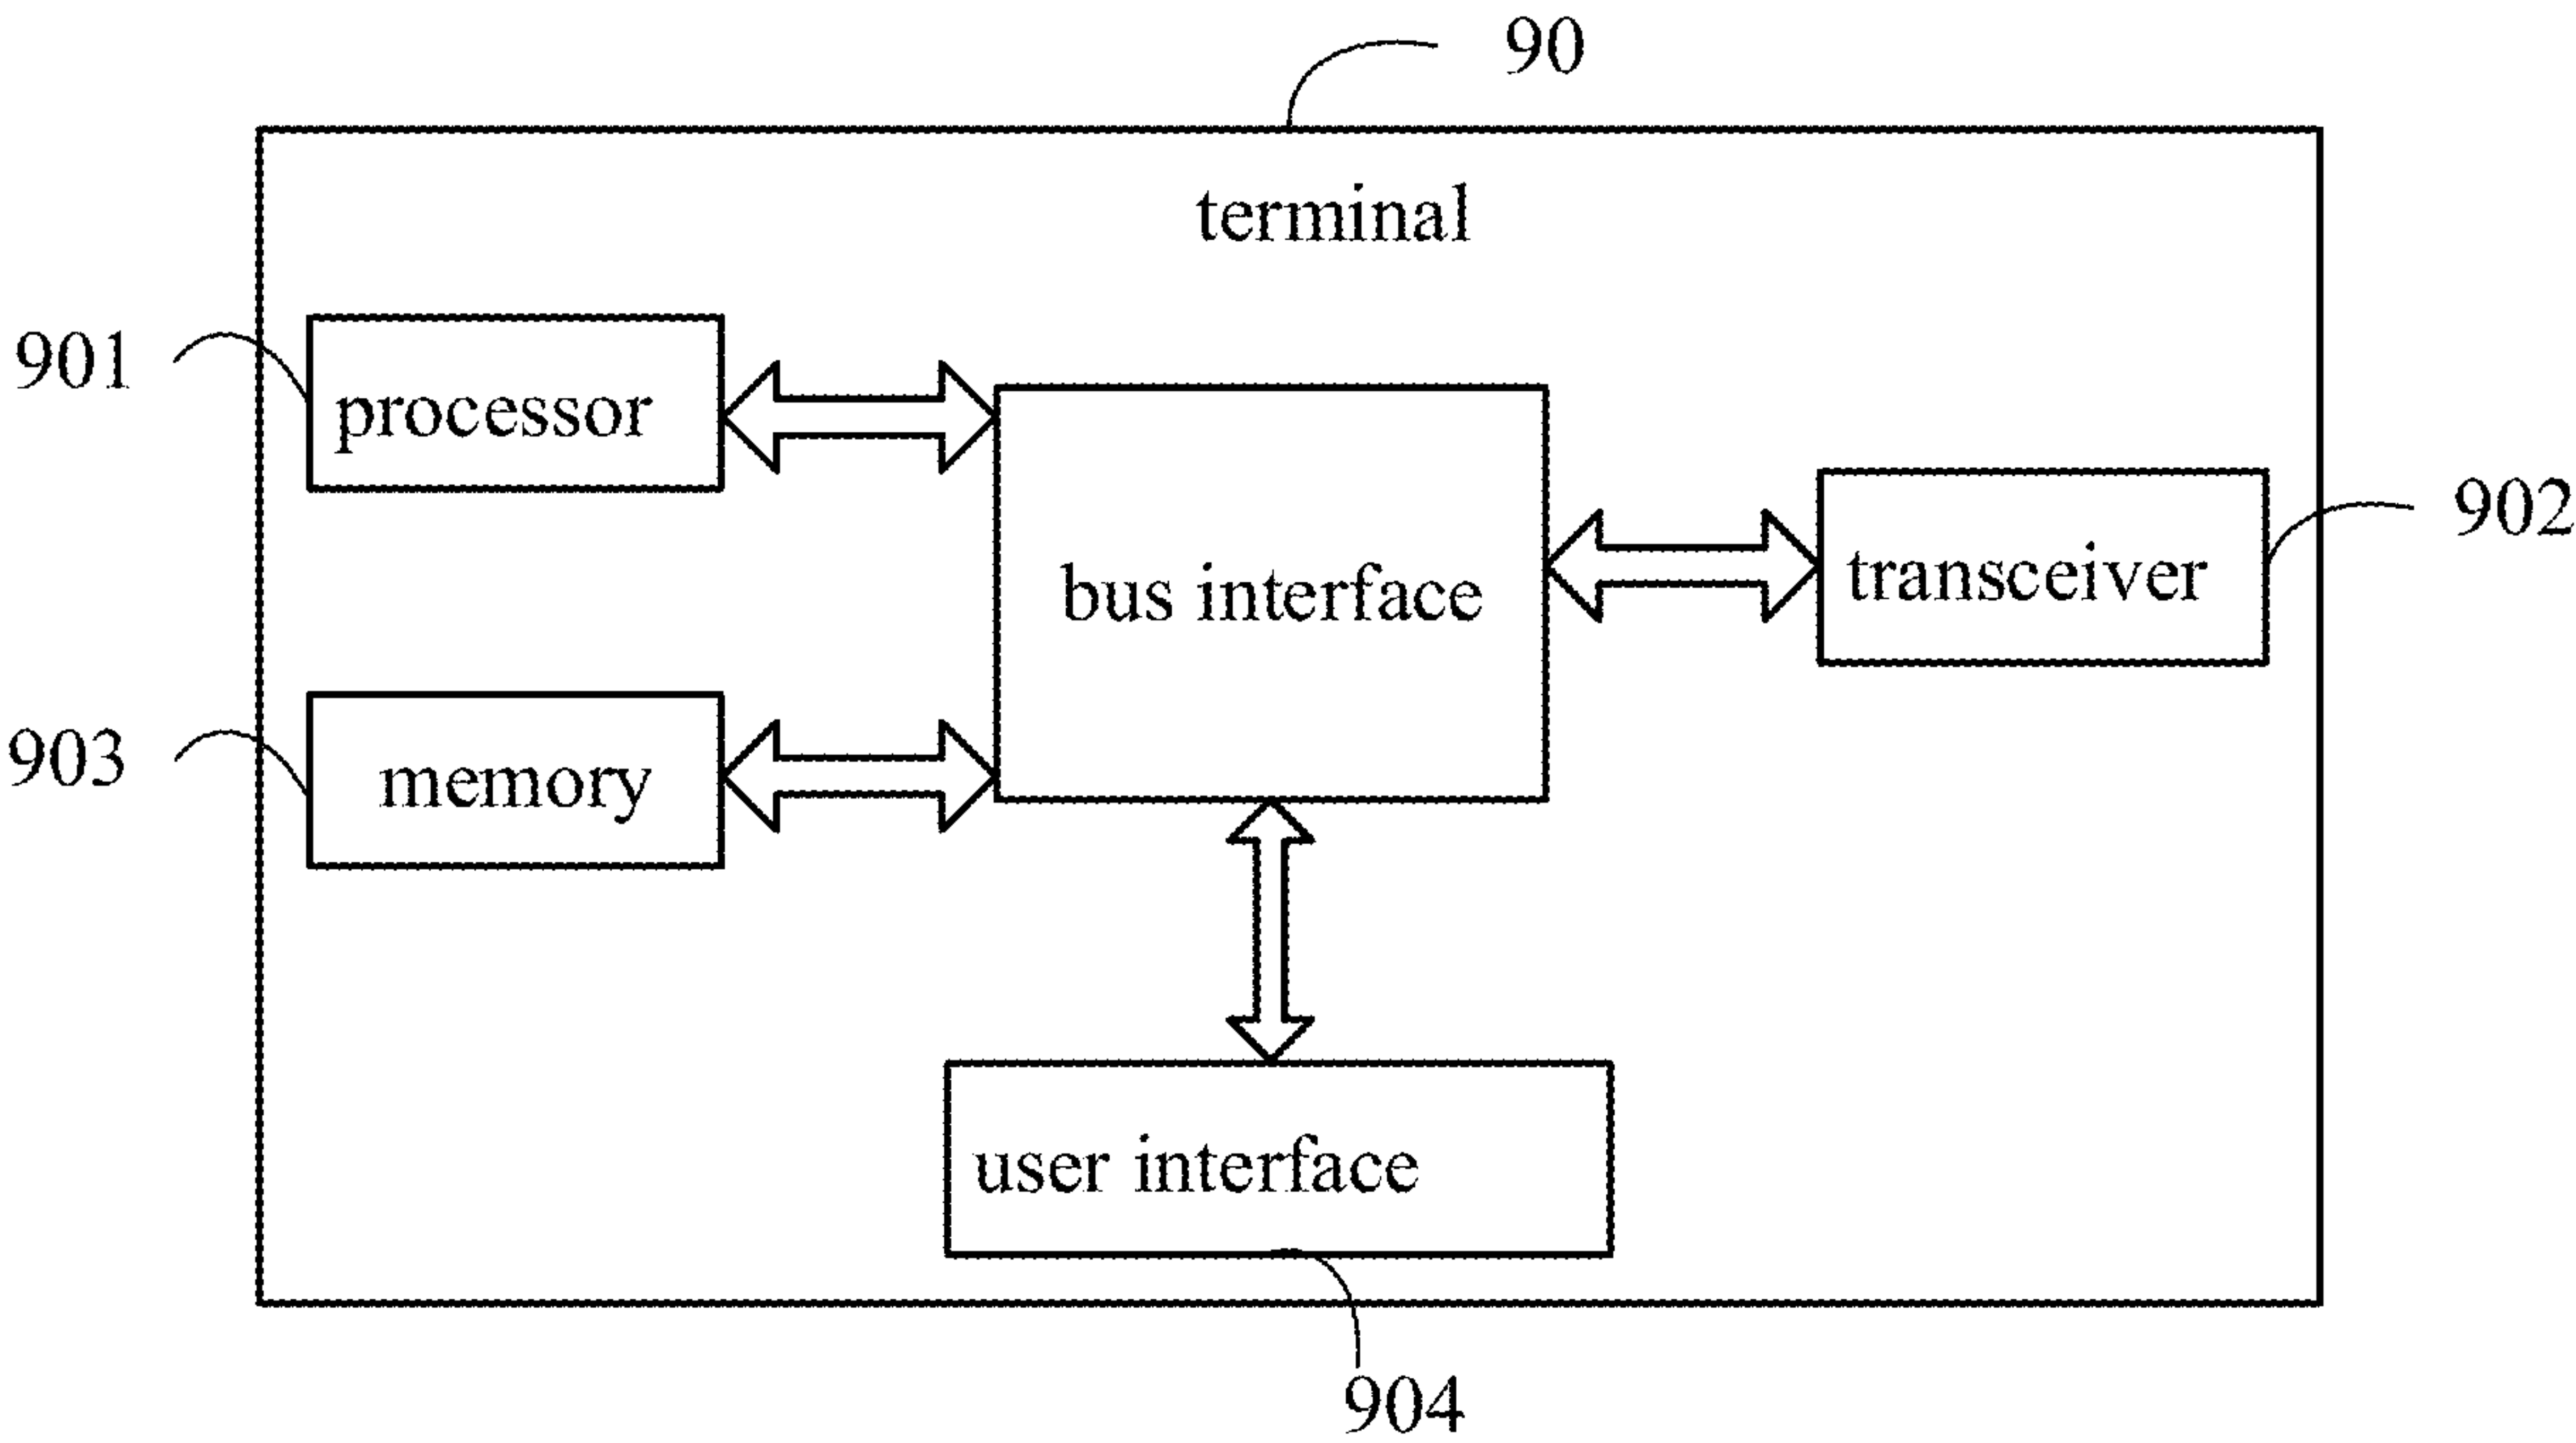 90
terminal
901
processor
bus interface
902
transceiver
903
memory
user interface
904